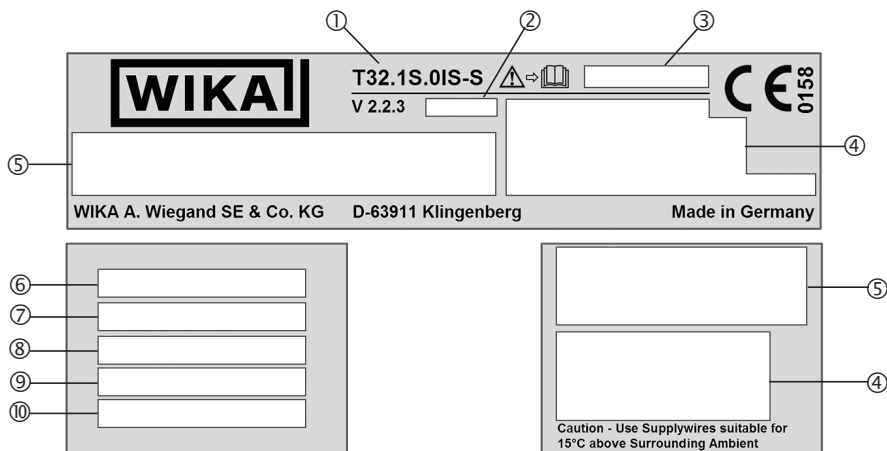 ① ② ③
WIKA T32.1S.0IS-S
V 2.2.3
0158
④
⑤
WIKA A. Wiegand SE & Co. KG D-63911 Klingenberg Made in Germany
⑥
⑦
⑧
⑨
⑩
⑤
④
Caution - Use Supplywires suitable for
15°C above Surrounding Ambient